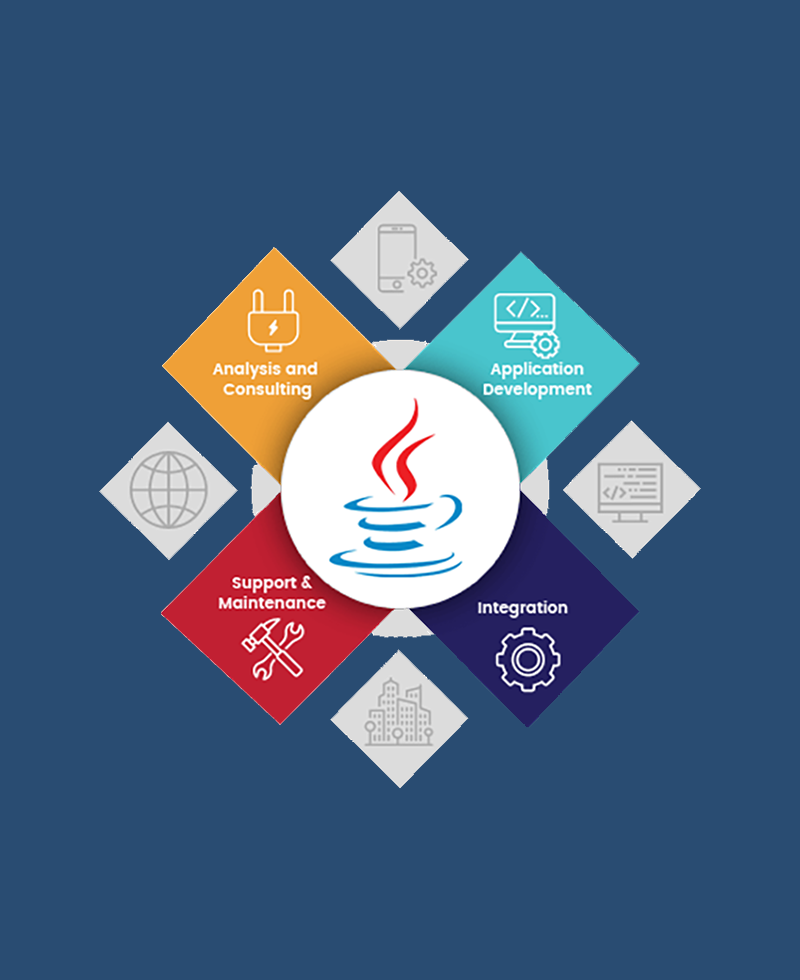 Analysis and
Consulting
Application
Development
Support &
Maintenance
Integration